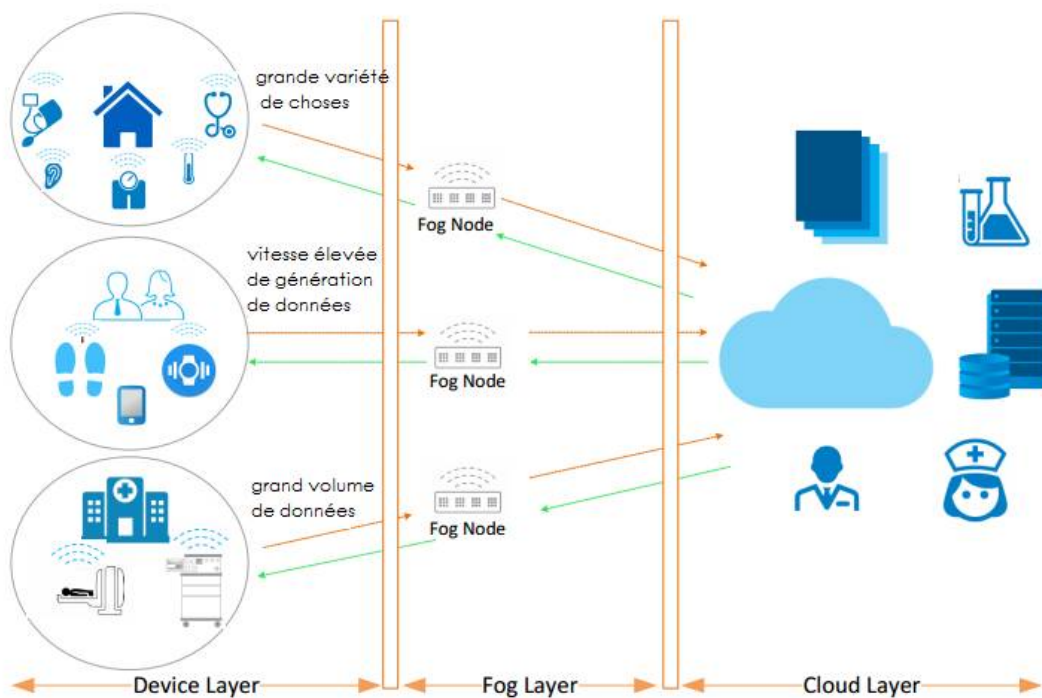 grande variété
de choses
Fog Node
vitesse élevée
de génération
de données
Fog Node
grand volume
de données
Fog Node
Device Layer
Fog Layer
Cloud Layer